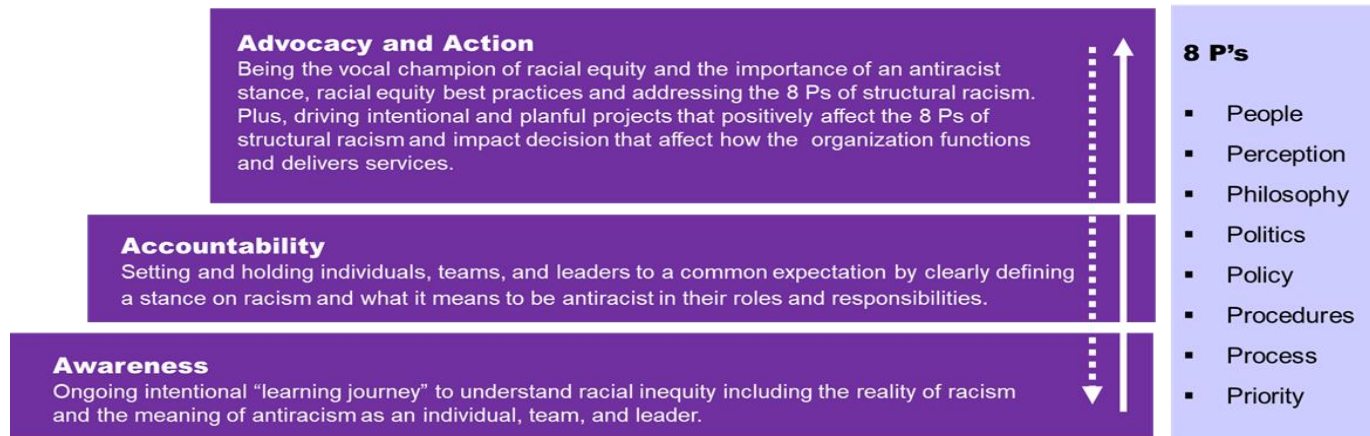 Advocacy and Action
Being the vocal champion of racial equity and the importance of an antiracist
stance, racial equity best practices and addressing the 8 Ps of structural racism.
Plus, driving intentional and planful projects that positively affect the 8 Ps of
structural racism and impact decision that affect how the organization functions
and delivers services.
Accountability
Setting and holding individuals, teams, and leaders to a common expectation by clearly defining
a stance on racism and what it means to be antiracist in their roles and responsibilities.
Awareness
Ongoing intentional “learning journey” to understand racial inequity including the reality of racism
and the meaning of antiracism as an individual, team, and leader.
8 P’s
▪ People
▪ Perception
▪ Philosophy
▪ Politics
▪ Policy
▪ Procedures
▪ Process
▪ Priority